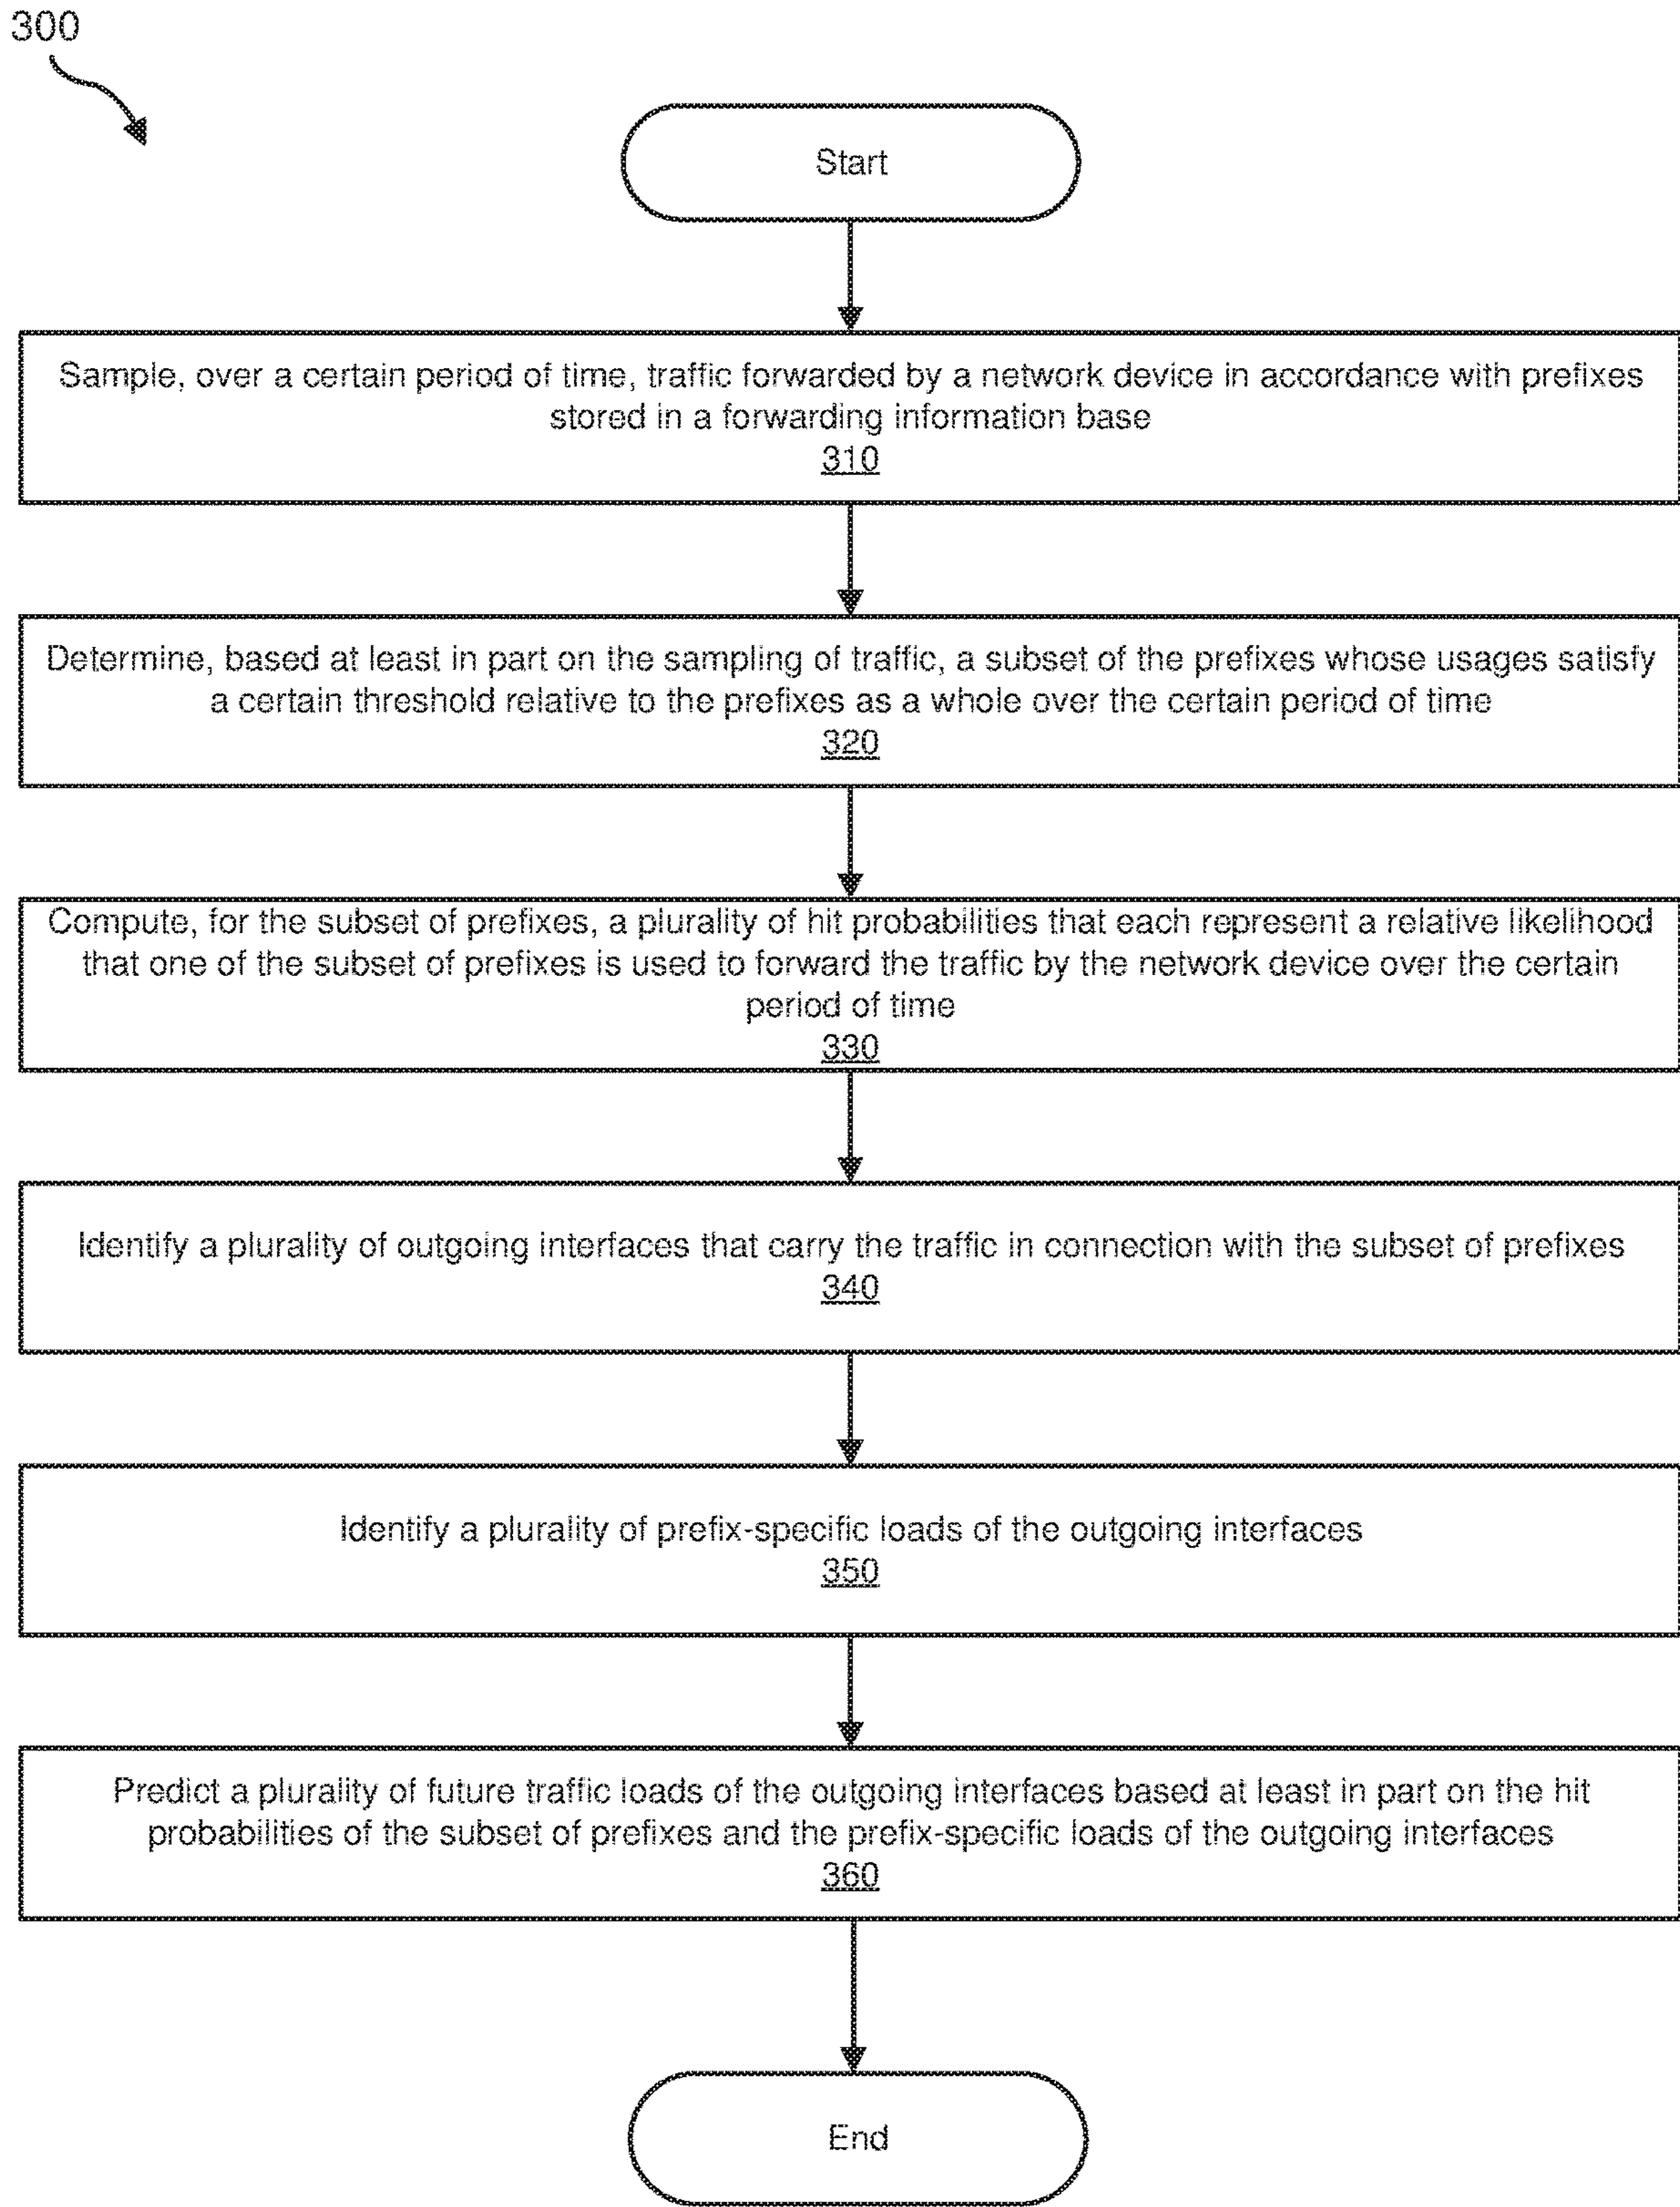 300
Start
Sample, over a certain period of time, traffic forwarded by a network device in accordance with prefixes
stored in a forwarding information base
310
Determine, based at least in part on the sampling of traffic, a subset of the prefixes whose usages satisfy
a certain threshold relative to the prefixes as a whole over the certain period of time
320
Compute, for the subset of prefixes, a plurality of hit probabilities that each represent a relative likelihood
that one of the subset of prefixes is used to forward the traffic by the network device over the certain
period of time
330
Identify a plurality of outgoing interfaces that carry the traffic in connection with the subset of prefixes
340
Identify a plurality of prefix-specific loads of the outgoing interfaces
350
Predict a plurality of future traffic loads of the outgoing interfaces based at least in part on the hit
probabilities of the subset of prefixes and the prefix-specific loads of the outgoing interfaces
360
End